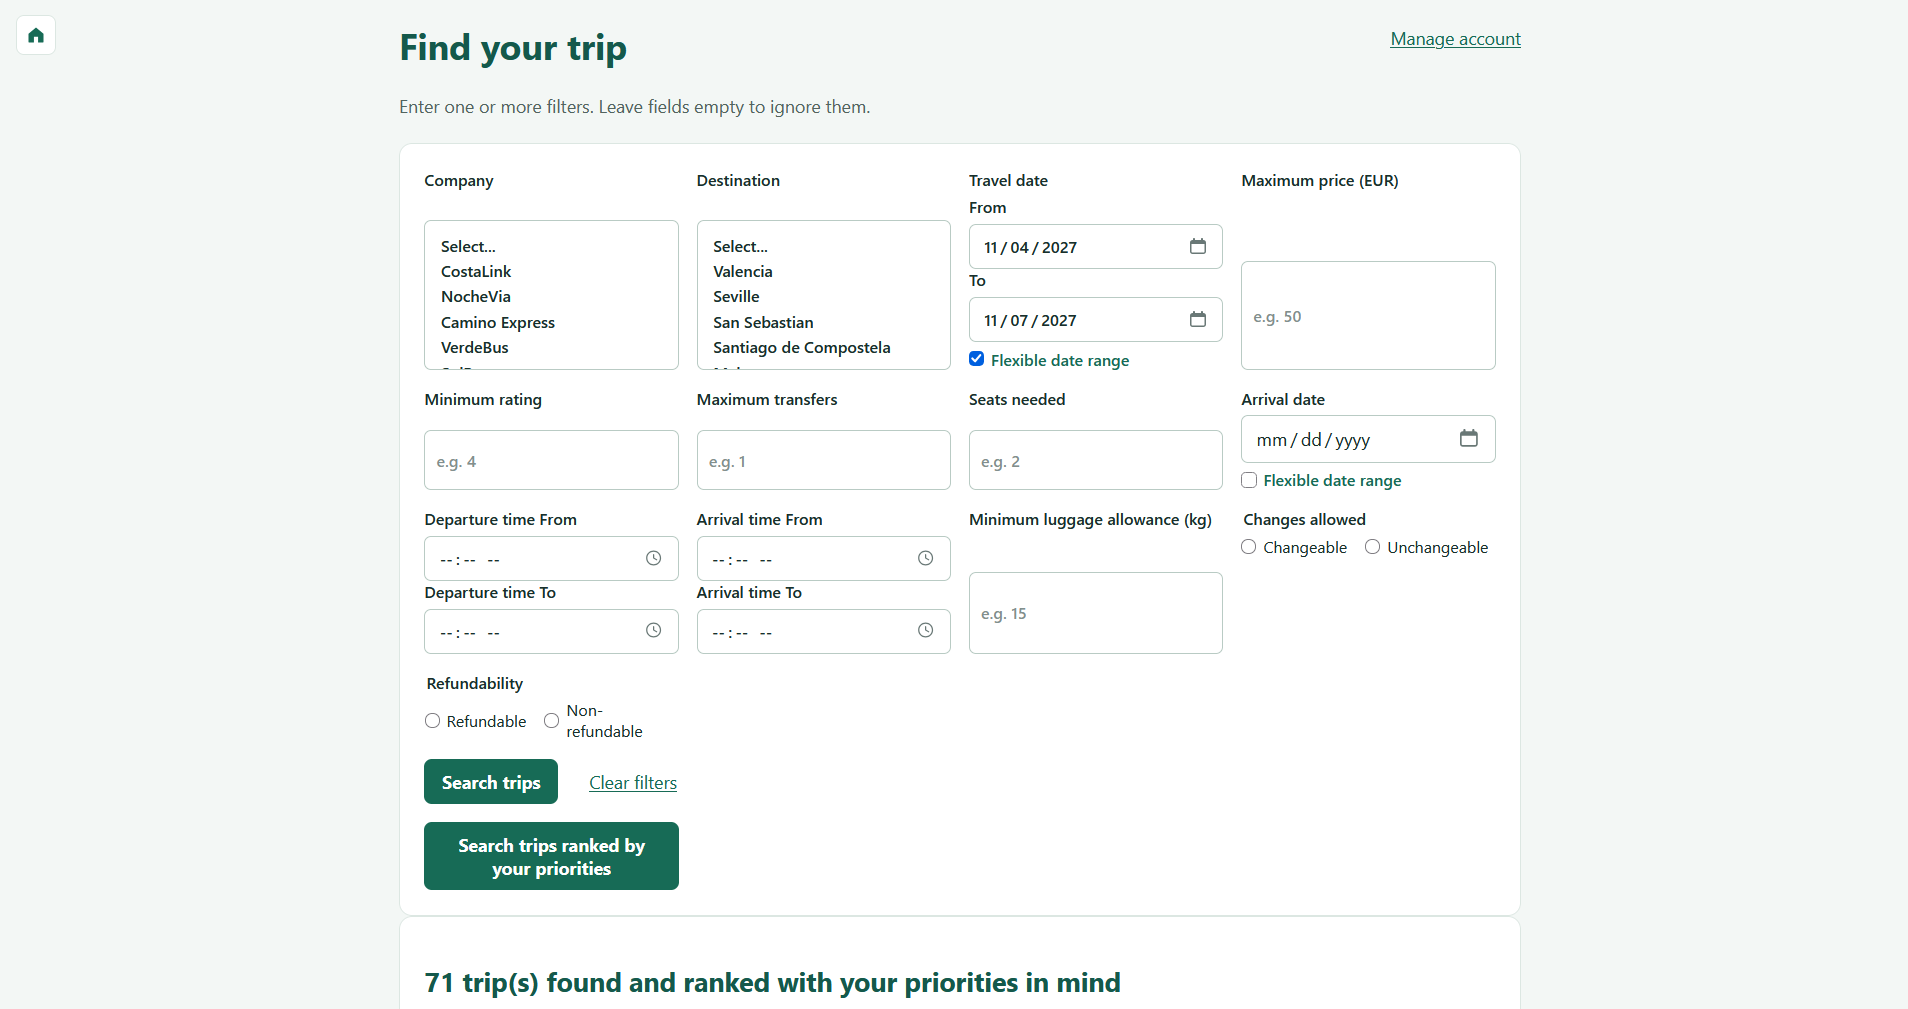 Find your trip
Manage account
Enter one or more filters. Leave fields empty to ignore them.
Company
Select...
CostaLink
NocheVia
Camino Express
VerdeBus
Destination
Select...
Valencia
Seville
San Sebastian
Santiago de Compostela
Travel date
From
11/04/2027
To
11/07/2027
Flexible date range
Maximum price (EUR)
e.g. 50
Minimum rating
e.g. 4
Maximum transfers
e.g. 1
Seats needed
e.g. 2
Arrival date
mm/dd/yyyy
Flexible date range
Departure time From
--:-- --
Departure time To
--:-- --
Arrival time From
--:-- --
Arrival time To
--:-- --
Minimum luggage allowance (kg)
e.g. 15
Changes allowed
Changeable
Unchangeable
Refundability
Refundable
Non-
refundable
Search trips
Clear filters
Search trips ranked by
your priorities
71 trip(s) found and ranked with your priorities in mind